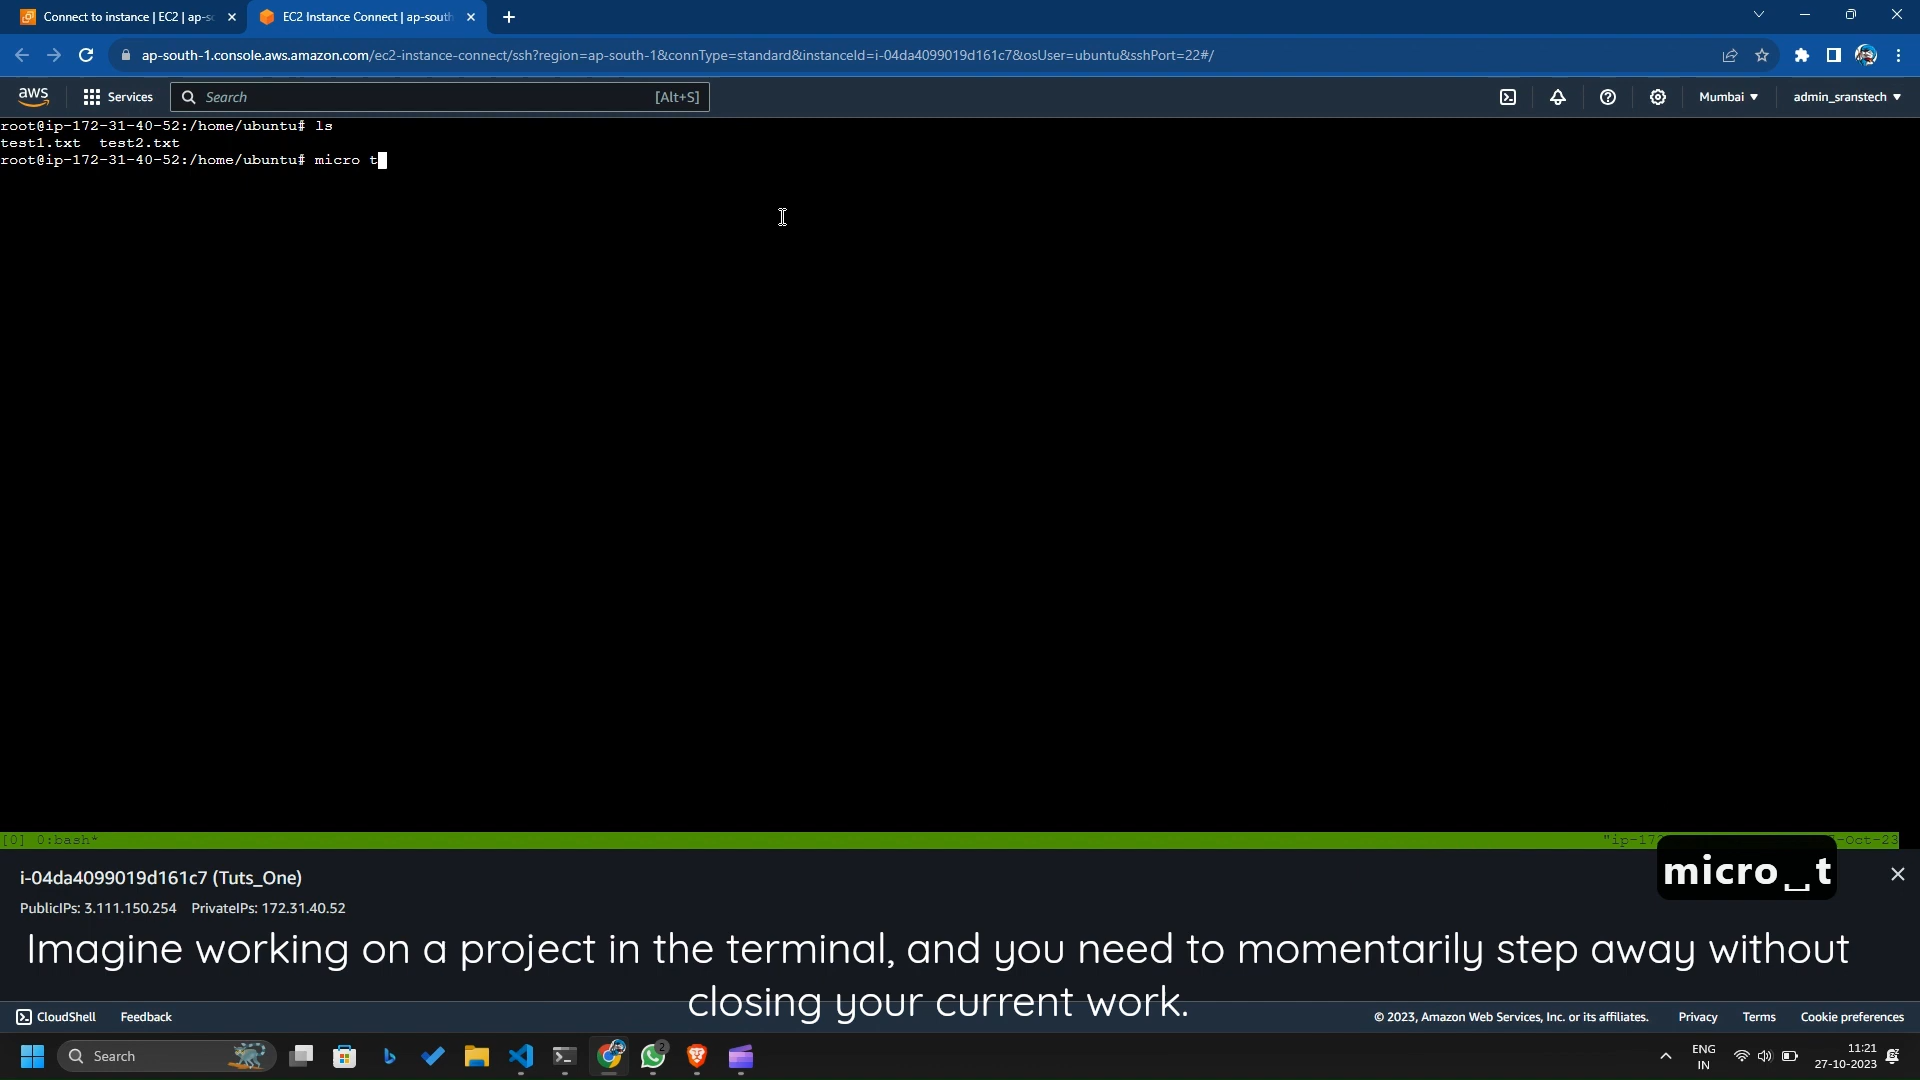 Connect to instance | EC2 | ap-s
EC2 Instance Connect | ap-south
ap-south-1.console.aws.amazon.com/ec2-instance-connect/ssh?region=ap-south-1&connType=standard&instanceId=i-04da4099019d161c7&osUser=ubuntu&sshPort=22#/
aws
Services
Search
[Alt+S]
Mumbai
admin_sranstech
root@ip-172-31-40-52:/home/ubuntu# ls
test1.txt  test2.txt
root@ip-172-31-40-52:/home/ubuntu# micro t
[0] 0:bash*
"ip-17
-Oct-23
i-04da4099019d161c7 (Tuts_One)
micro␣t
PublicIPs: 3.111.150.254 PrivateIPs: 172.31.40.52
Imagine working on a project in the terminal, and you need to momentarily step away without
closing your current work.
CloudShell
Feedback
© 2023, Amazon Web Services, Inc. or its affiliates.
Privacy
Terms
Cookie preferences
Search
2
ENG
IN
11:21
27-10-2023